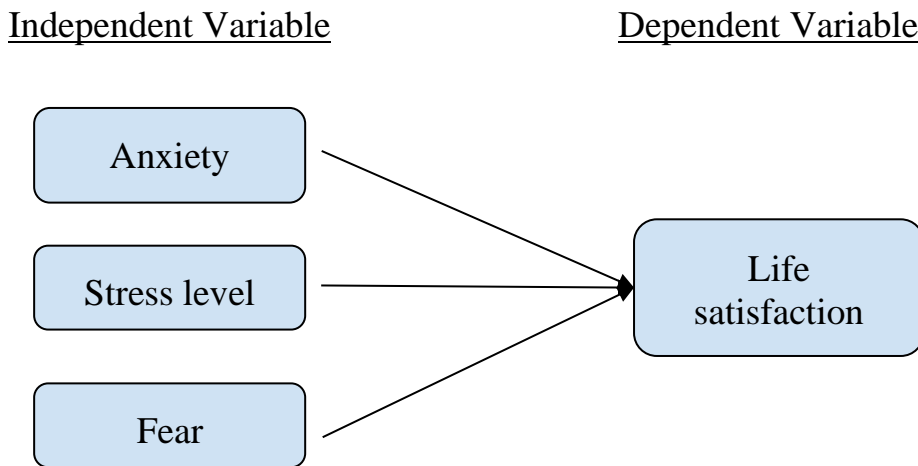 Independent Variable
Dependent Variable
Anxiety
Stress level
Fear
Life
satisfaction